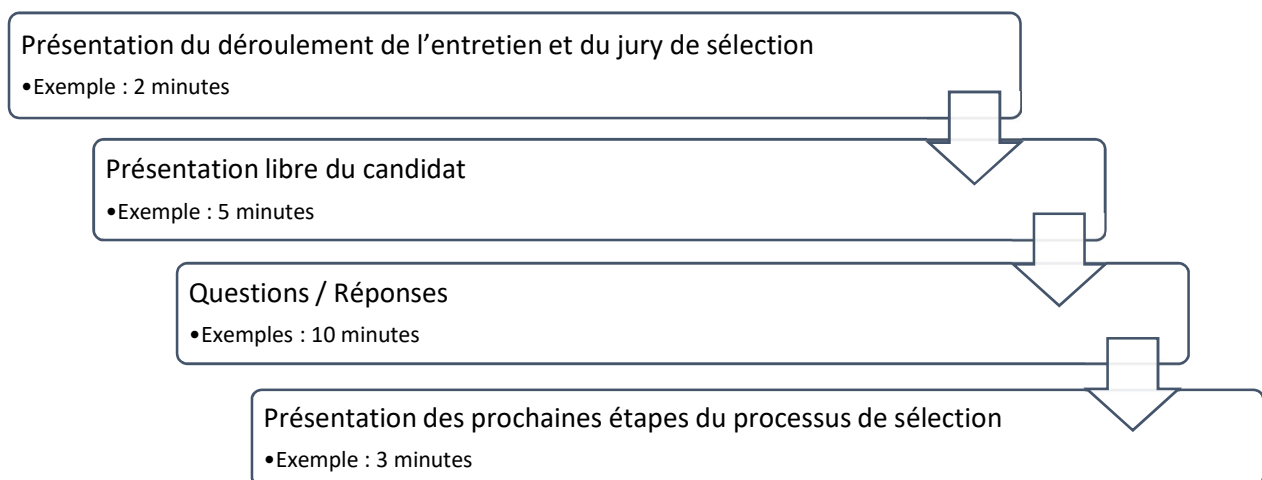 Présentation du déroulement de l’entretien et du jury de sélection
•Exemple : 2 minutes
Présentation libre du candidat
•Exemple : 5 minutes
Questions / Réponses
•Exemples : 10 minutes
Présentation des prochaines étapes du processus de sélection
•Exemple : 3 minutes